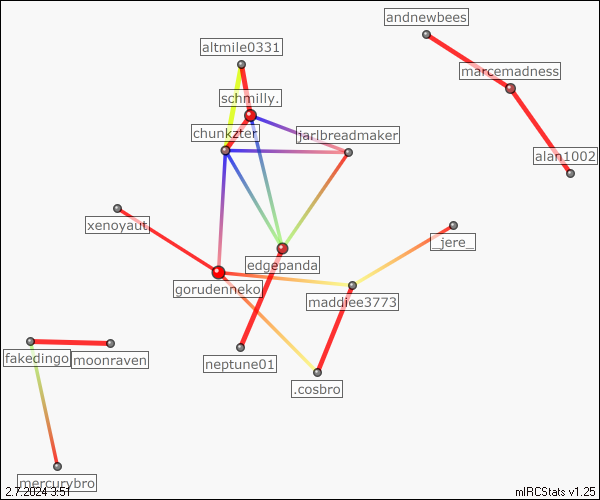 andnewbees
altmile0331
marcemadness
schmilly.
chunkzter
jarlbreadmaker
alan1002
xenoyaut
_jere_
edgepanda
gorudenneko
maddiee3773
fakedingo
moonraven
neptune01
.cosbro
mercurybro
2.7.2024 3:51
mIRCStats v1.25